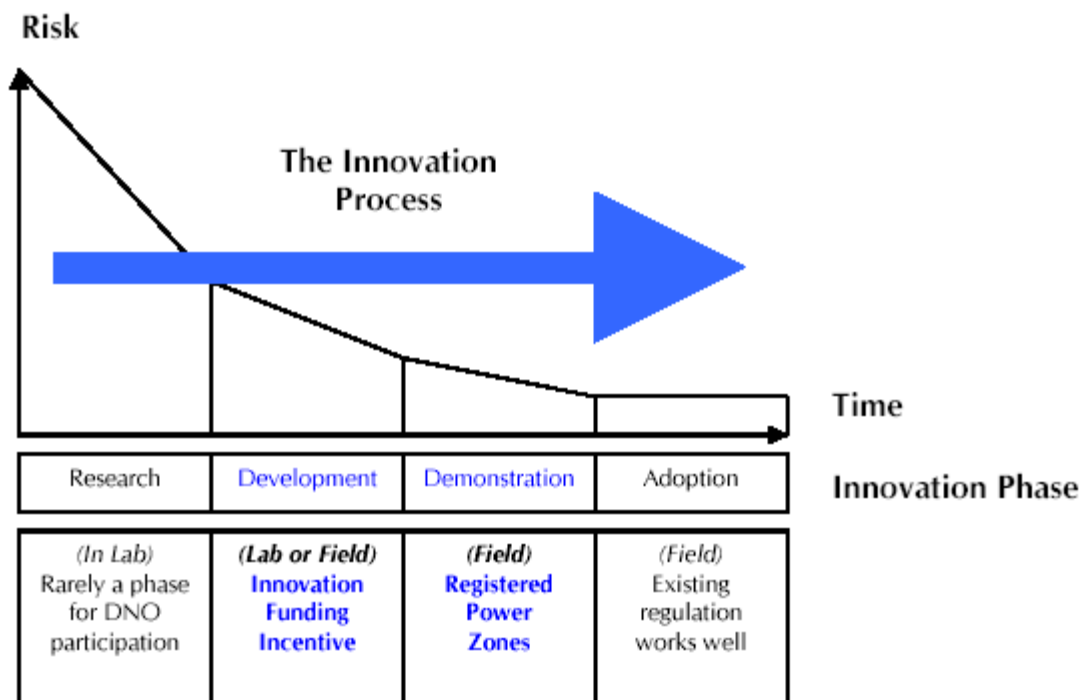 Risk
The Innovation
Process
Time
Research
Development
Demonstration
Adoption
Innovation Phase
(In Lab)
Rarely a phase
for DNO
participation
(Lab or Field)
Innovation
Funding
Incentive
(Field)
Registered
Power
Zones
(Field)
Existing
regulation
works well